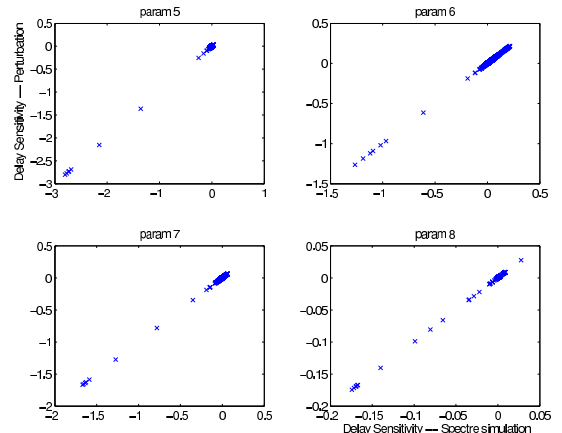 param 5
param 6
0.5
0
−0.5
−1
−1.5
−2
−2.5
−3
−3 −2 −1 0 1
Delay Sensitivity — Perturbation
0.5
0
−0.5
−1
−1.5
−1.5 −1 −0.5 0 0.5
param 7
param 8
0.5
0
−0.5
−1
−1.5
−2
−2 −1.5 −1 −0.5 0 0.5
0.05
0
−0.05
−0.1
−0.15
−0.2
−0.2 −0.15 −0.1 −0.05 0 0.05
Delay Sensitivity — Spectre simulation